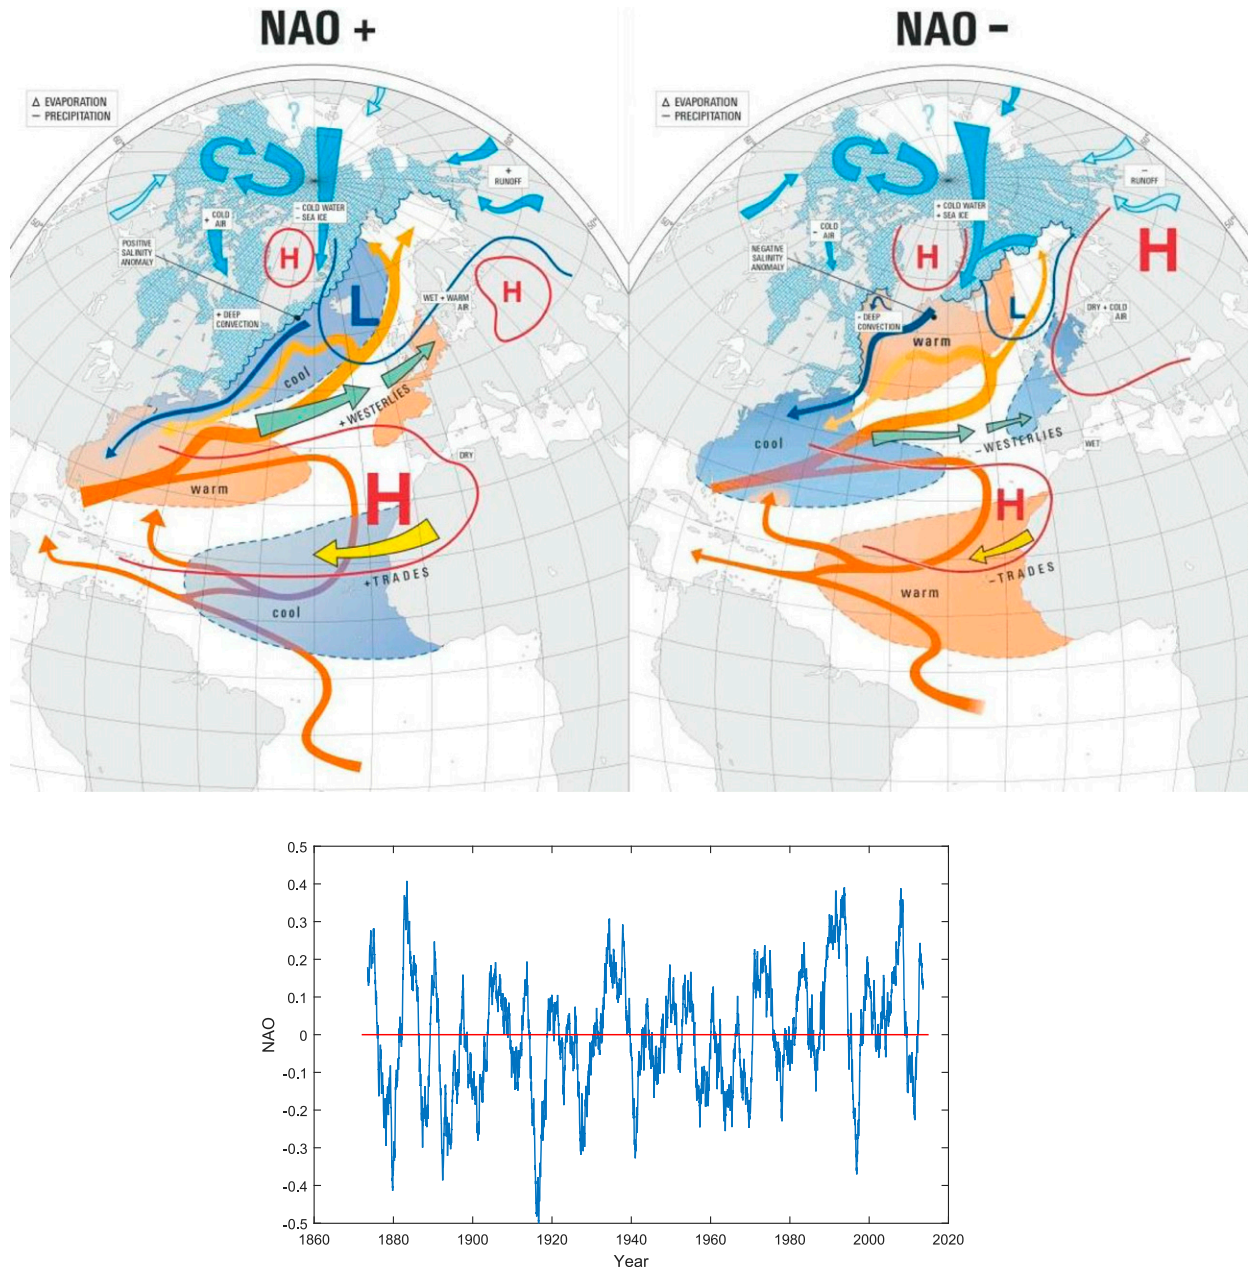 NAO +
Δ EVAPORATION
– PRECIPITATION
?
+
RUNOFF
+ COLD
AIR
– COLD WATER
– SEA ICE
POSITIVE
SALINITY
ANOMALY
H
H
WET + WARM
AIR
L
+ DEEP
CONVECTION
cool
+WESTERLIES
DRY
warm
H
+TRADES
cool
NAO –
Δ EVAPORATION
– PRECIPITATION
?
–
RUNOFF
– COLD
AIR
+ COLD WATER
+ SEA ICE
NEGATIVE
SALINITY
ANOMALY
H
H
L
DRY + COLD
AIR
– DEEP
CONVECTION
warm
cool
–WESTERLIES
WET
H
–TRADES
warm
0.5
0.4
0.3
0.2
0.1
0
-0.1
-0.2
-0.3
-0.4
-0.5
NAO
1860
1880
1900
1920
1940
1960
1980
2000
2020
Year